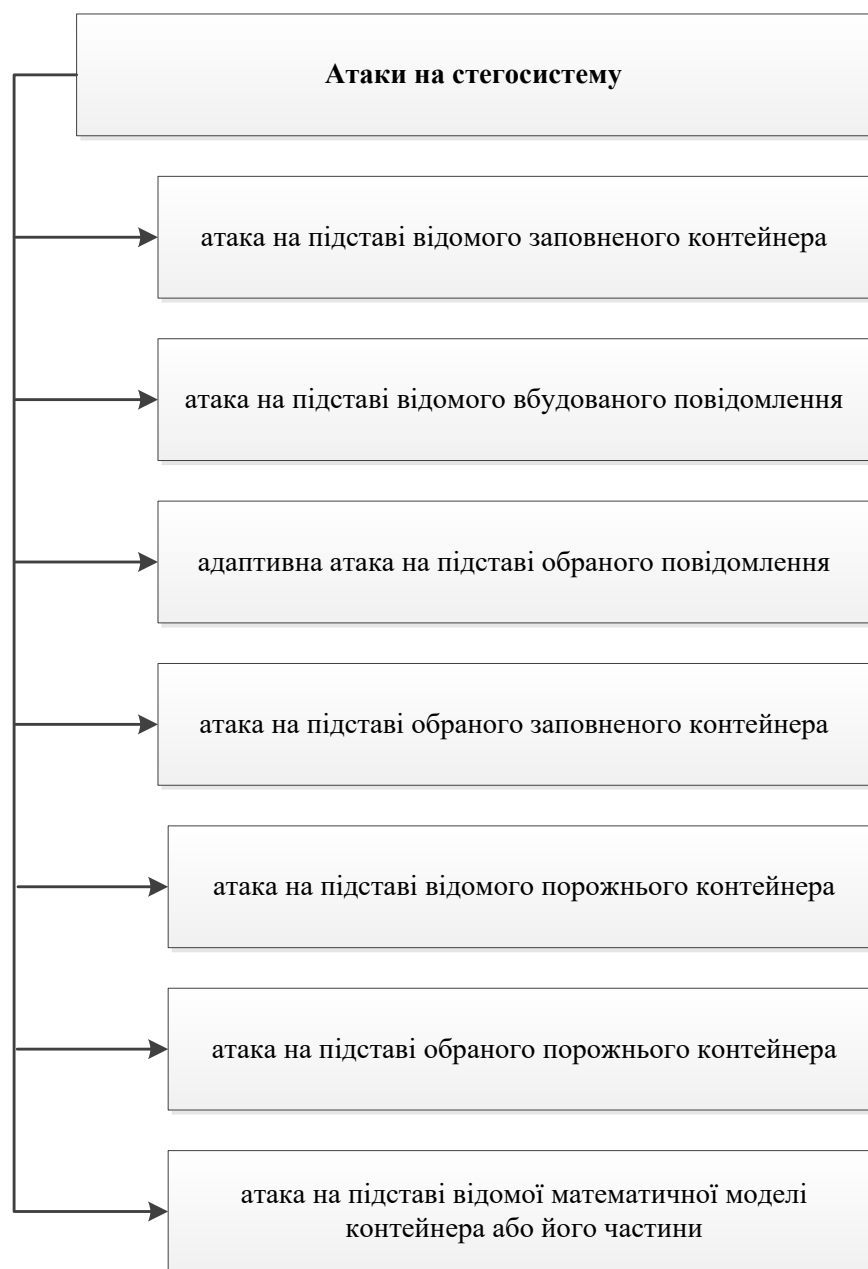 Атаки на стегосистему
атака на підставі відомого заповненого контейнера
атака на підставі відомого вбудованого повідомлення
адаптивна атака на підставі обраного повідомлення
атака на підставі обраного заповненого контейнера
атака на підставі відомого порожнього контейнера
атака на підставі обраного порожнього контейнера
атака на підставі відомої математичної моделі
контейнера або його частини